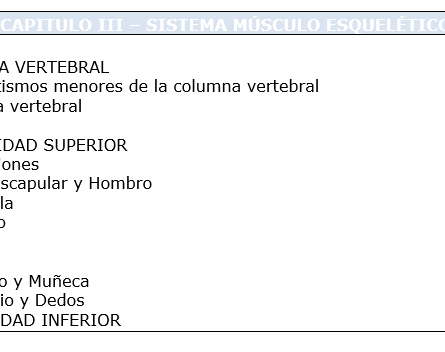 CAPITULO III – SISTEMA MÚSCULO ESQUELÉTICO
A VERTEBRAL
ismos menores de la columna vertebral
a vertebral
IDAD SUPERIOR
iones
scapular y Hombro
la
o
o y Muñeca
io y Dedos
DAD INFERIOR